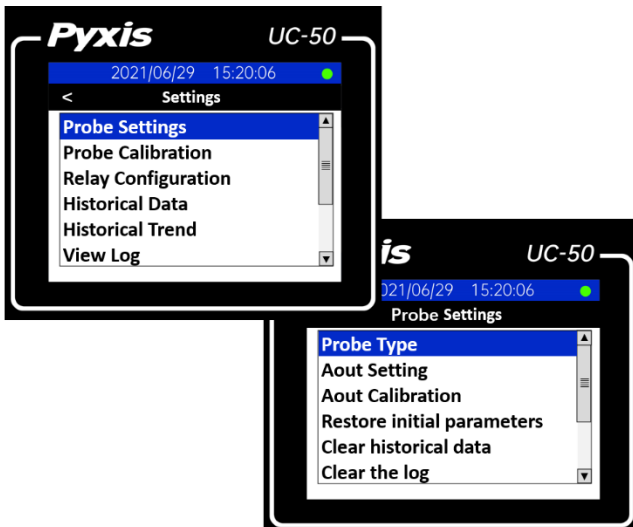 Pyxis UC-50
2021/06/29 15:20:06
< Settings
Probe Settings
Probe Calibration
Relay Configuration
Historical Data
Historical Trend
View Log
is UC-50
021/06/29 15:20:06
Probe Settings
Probe Type
Aout Setting
Aout Calibration
Restore initial parameters
Clear historical data
Clear the log